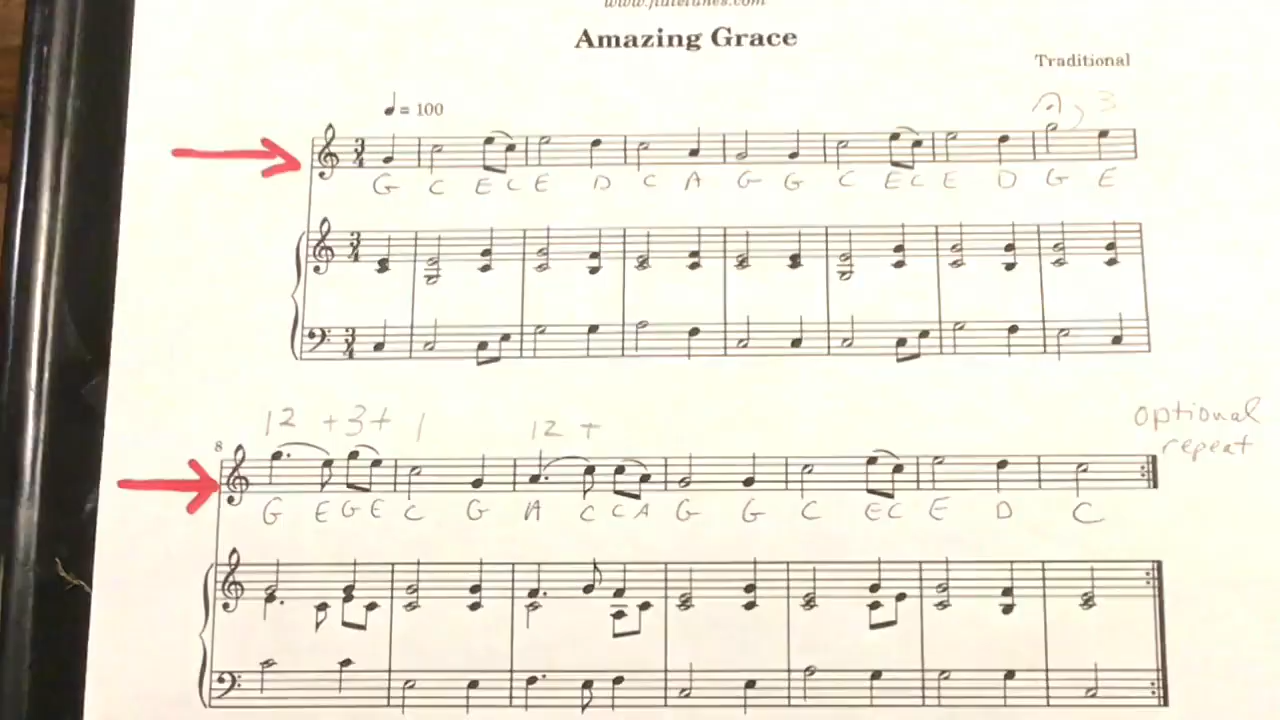 www.flutetunes.com
Amazing Grace
Traditional
= 100
3
G C E C E D C A G G C E C E D G E
12 + 3 + 1 12 +
optional
repeat
8
G E G E C G A C C A G G C E C E D C